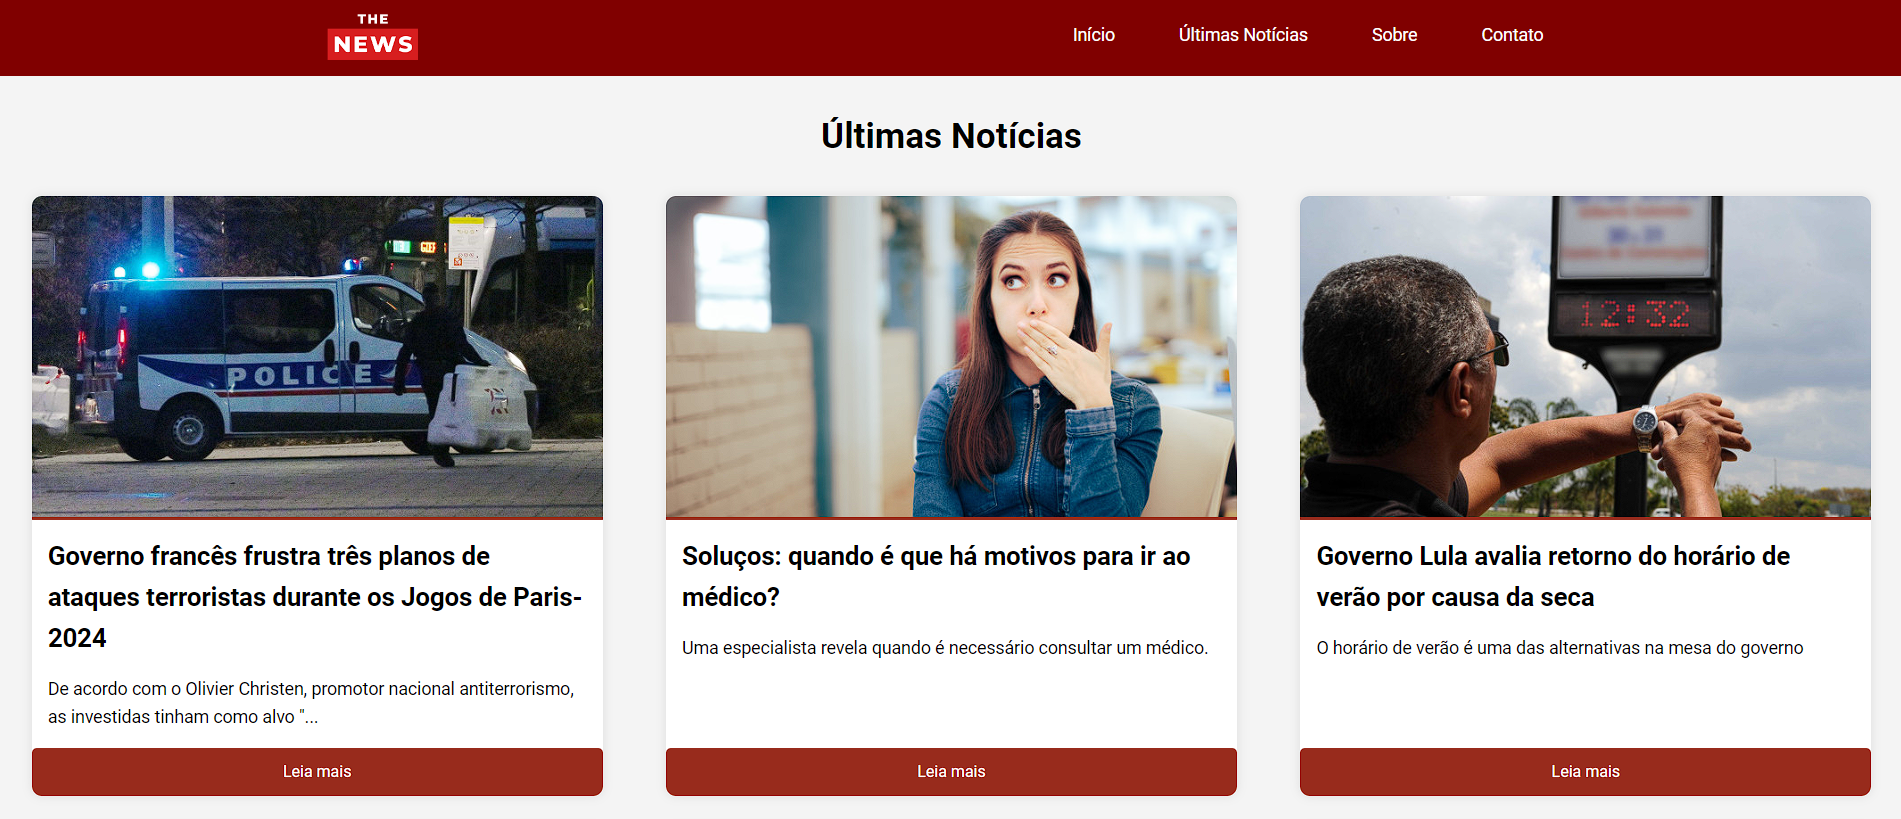 THE
NEWS
Início
Últimas Notícias
Sobre
Contato
Últimas Notícias
POLICE
12:32
Governo francês frustra três planos de
ataques terroristas durante os Jogos de Paris-
2024
De acordo com o Olivier Christen, promotor nacional antiterrorismo,
as investidas tinham como alvo "...
Leia mais
Soluços: quando é que há motivos para ir ao
médico?
Uma especialista revela quando é necessário consultar um médico.
Leia mais
Governo Lula avalia retorno do horário de
verão por causa da seca
O horário de verão é uma das alternativas na mesa do governo
Leia mais